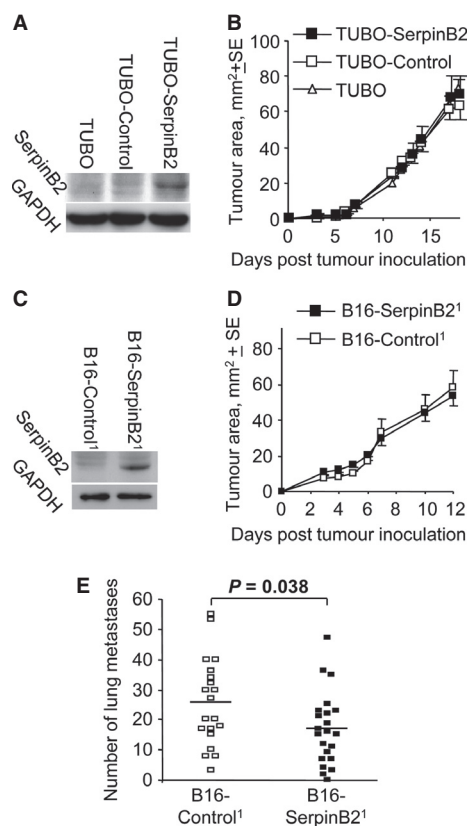 A
TUBO
TUBO-Control
TUBO-SerpinB2
SerpinB2
GAPDH
B
TUBO-SerpinB2
TUBO-Control
TUBO
Tumour area, mm²±SE
100
80
60
40
20
0
0 5 10 15
Days post tumour inoculation
C
B16-Control¹
B16-SerpinB2¹
SerpinB2
GAPDH
D
B16-SerpinB2¹
B16-Control¹
Tumour area, mm² ± SE
80
60
40
20
0
0 2 4 6 8 10 12
Days post tumour inoculation
E
P = 0.038
Number of lung metastases
60
50
40
30
20
10
0
B16- B16-
Control¹ SerpinB2¹